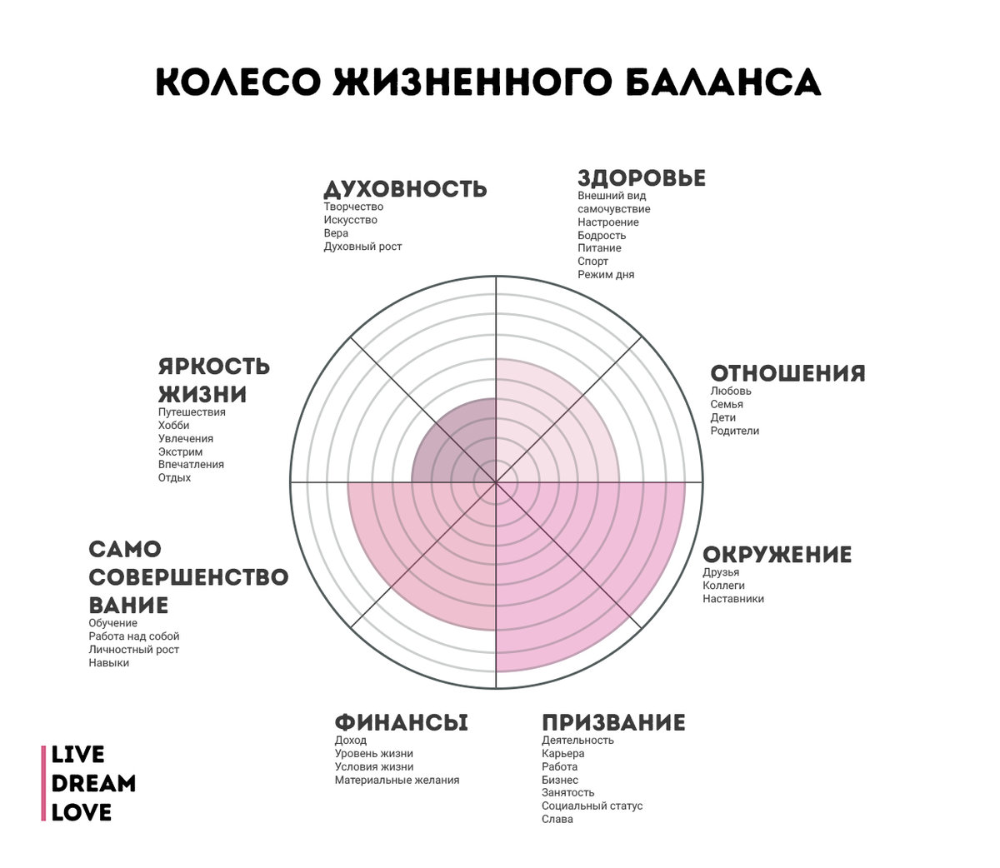 КОЛЕСО ЖИЗНЕННОГО БАЛАНСА
ДУХОВНОСТЬ
Творчество
Искусство
Вера
Духовный рост
ЗДОРОВЬЕ
Внешний вид
самочувствие
Настроение
Бодрость
Питание
Спорт
Режим дня
ЯРКОСТЬ
ЖИЗНИ
Путешествия
Хобби
Увлечения
Экстрим
Впечатления
Отдых
ОТНОШЕНИЯ
Любовь
Семья
Дети
Родители
САМО
СОВЕРШЕНСТВО
ВАНИЕ
Обучение
Работа над собой
Личностный рост
Навыки
ОКРУЖЕНИЕ
Друзья
Коллеги
Наставники
ФИНАНСЫ
Доход
Уровень жизни
Условия жизни
Материальные желания
ПРИЗВАНИЕ
Деятельность
Карьера
Работа
Бизнес
Занятость
Социальный статус
Слава
LIVE
DREAM
LOVE